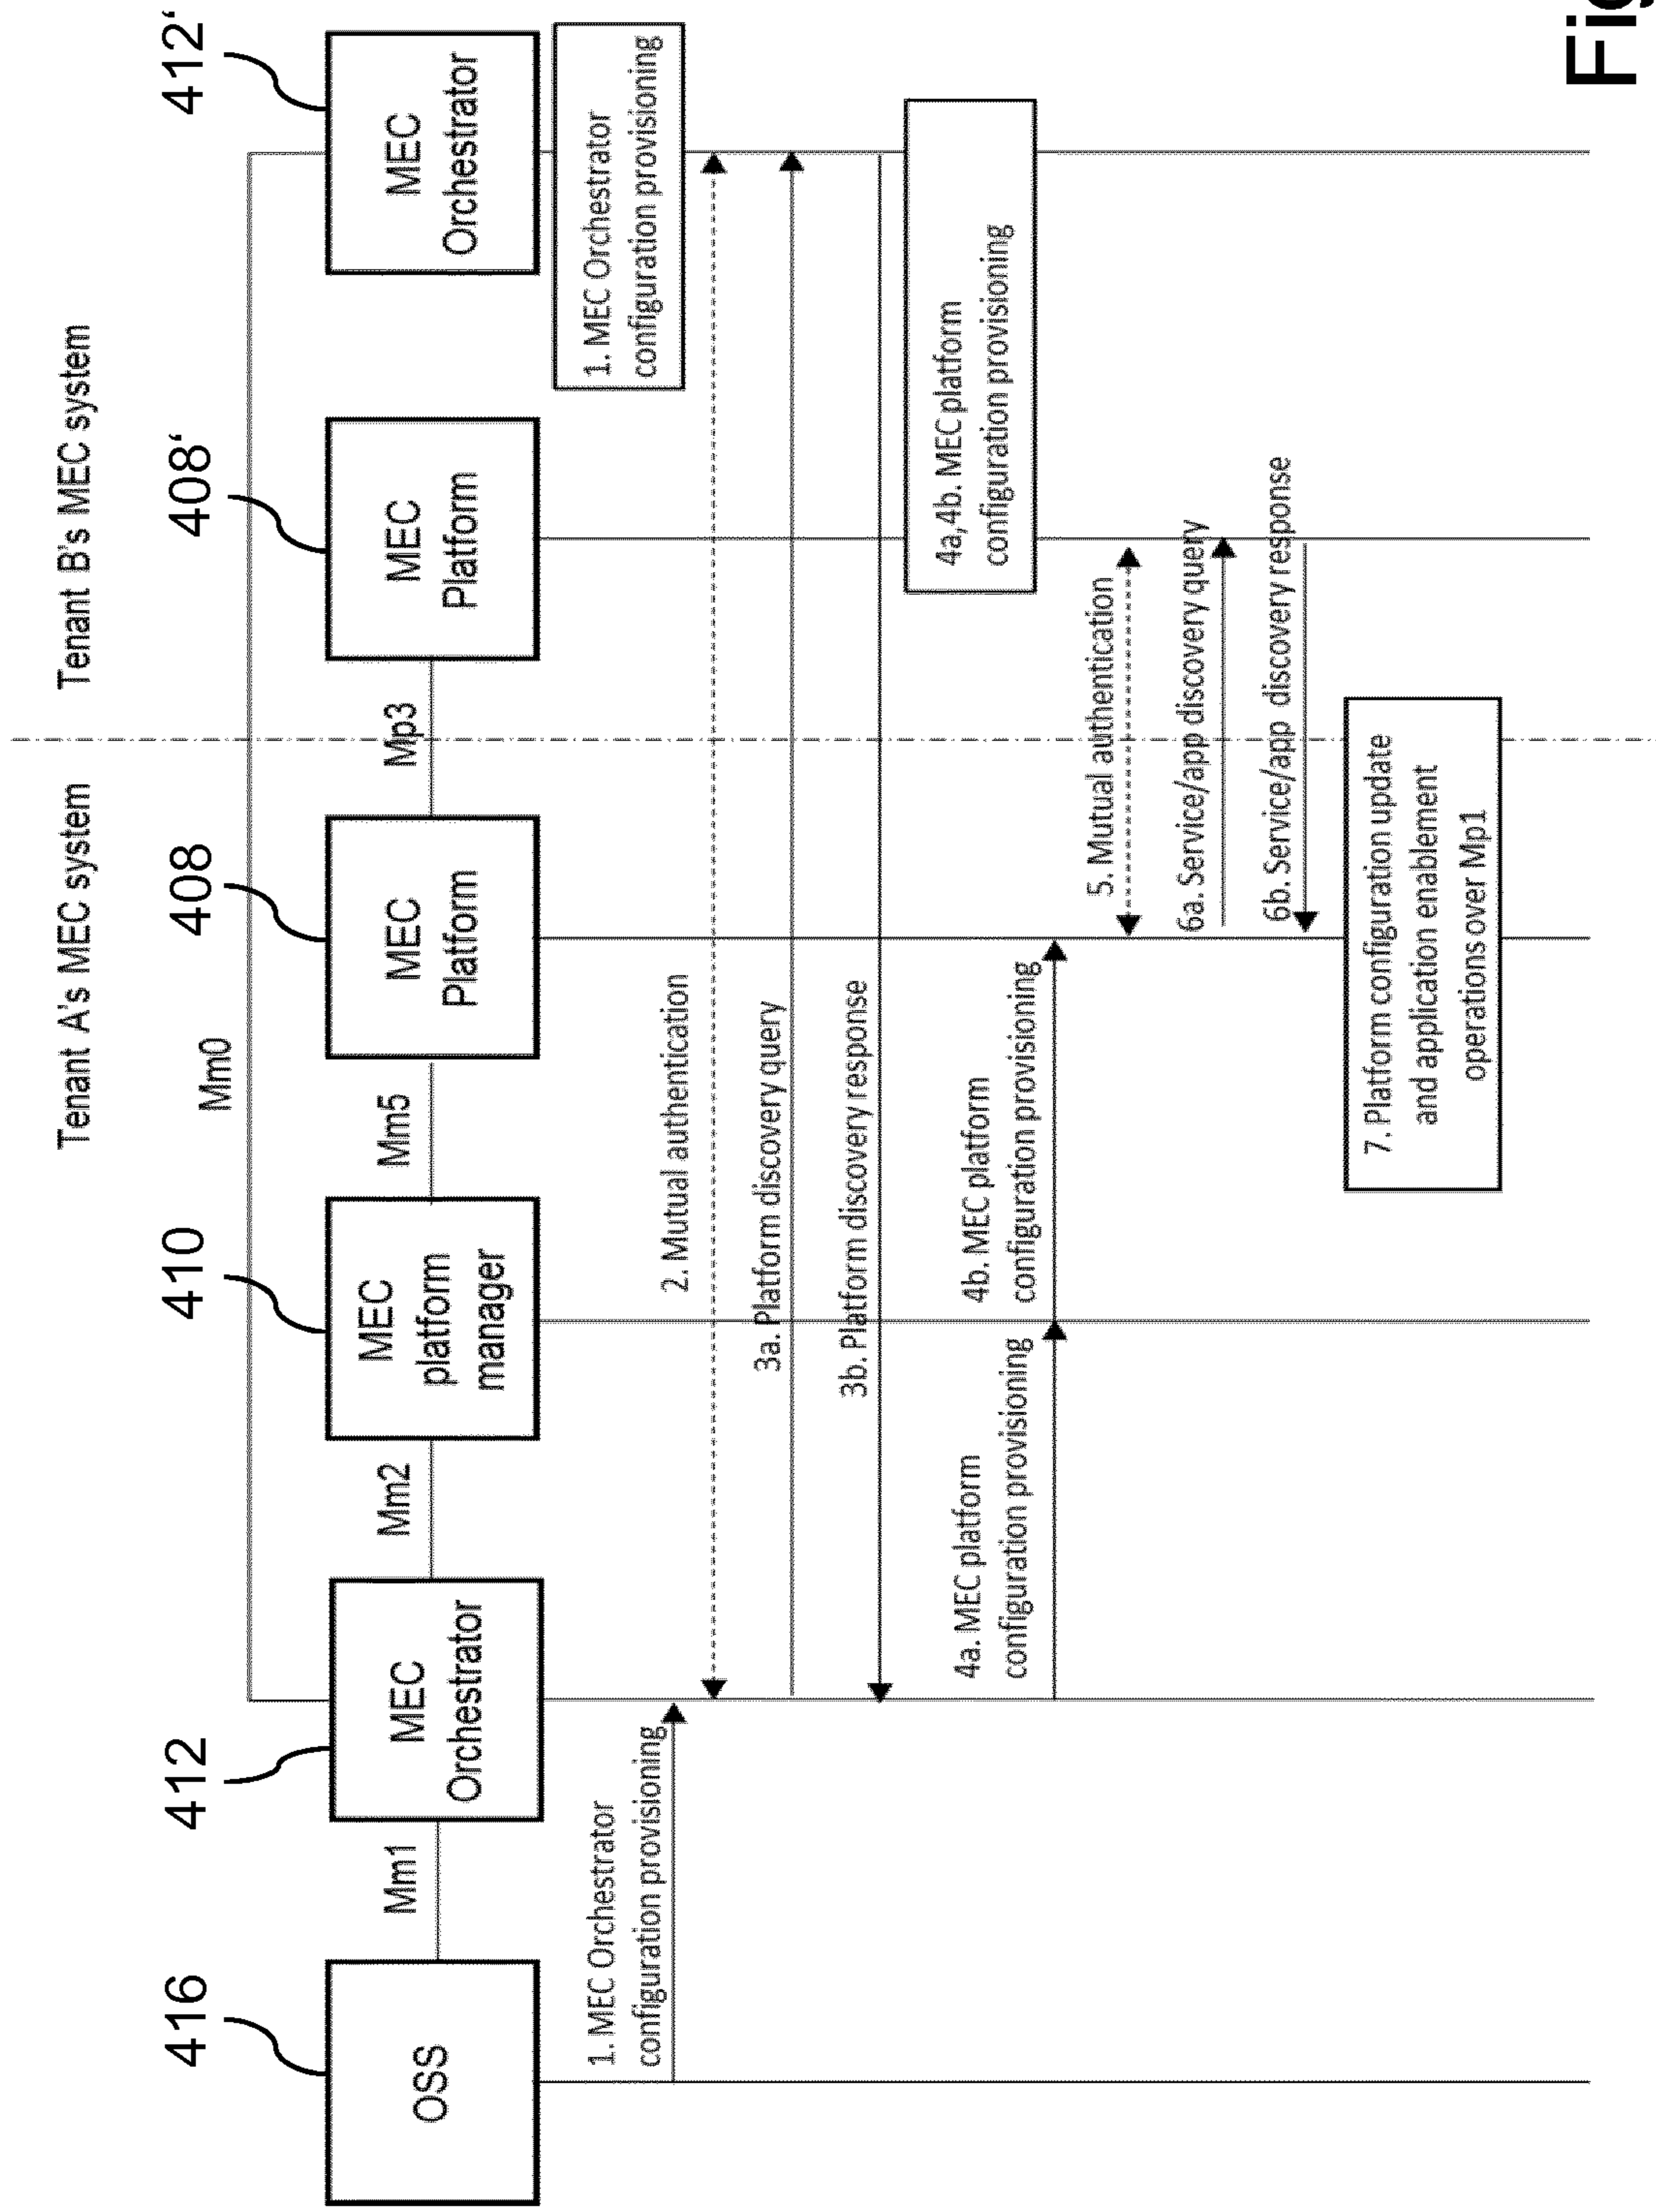 Tenant A's MEC system
Tenant B's MEC system
Mm0
416
412
410
408
408‘
412‘
OSS
Mm1
MEC
Orchestrator
Mm2
MEC
platform
manager
Mm5
MEC
Platform
Mp3
MEC
Platform
MEC
Orchestrator
1. MEC Orchestrator
configuration provisioning
1. MEC Orchestrator
configuration provisioning
2. Mutual authentication
3a. Platform discovery query
3b. Platform discovery response
4a. MEC platform
configuration provisioning
4b. MEC platform
configuration provisioning
4a,4b. MEC platform
configuration provisioning
5. Mutual authentication
6a. Service/app discovery query
6b. Service/app discovery response
7. Platform configuration update
and application enablement
operations over Mp1